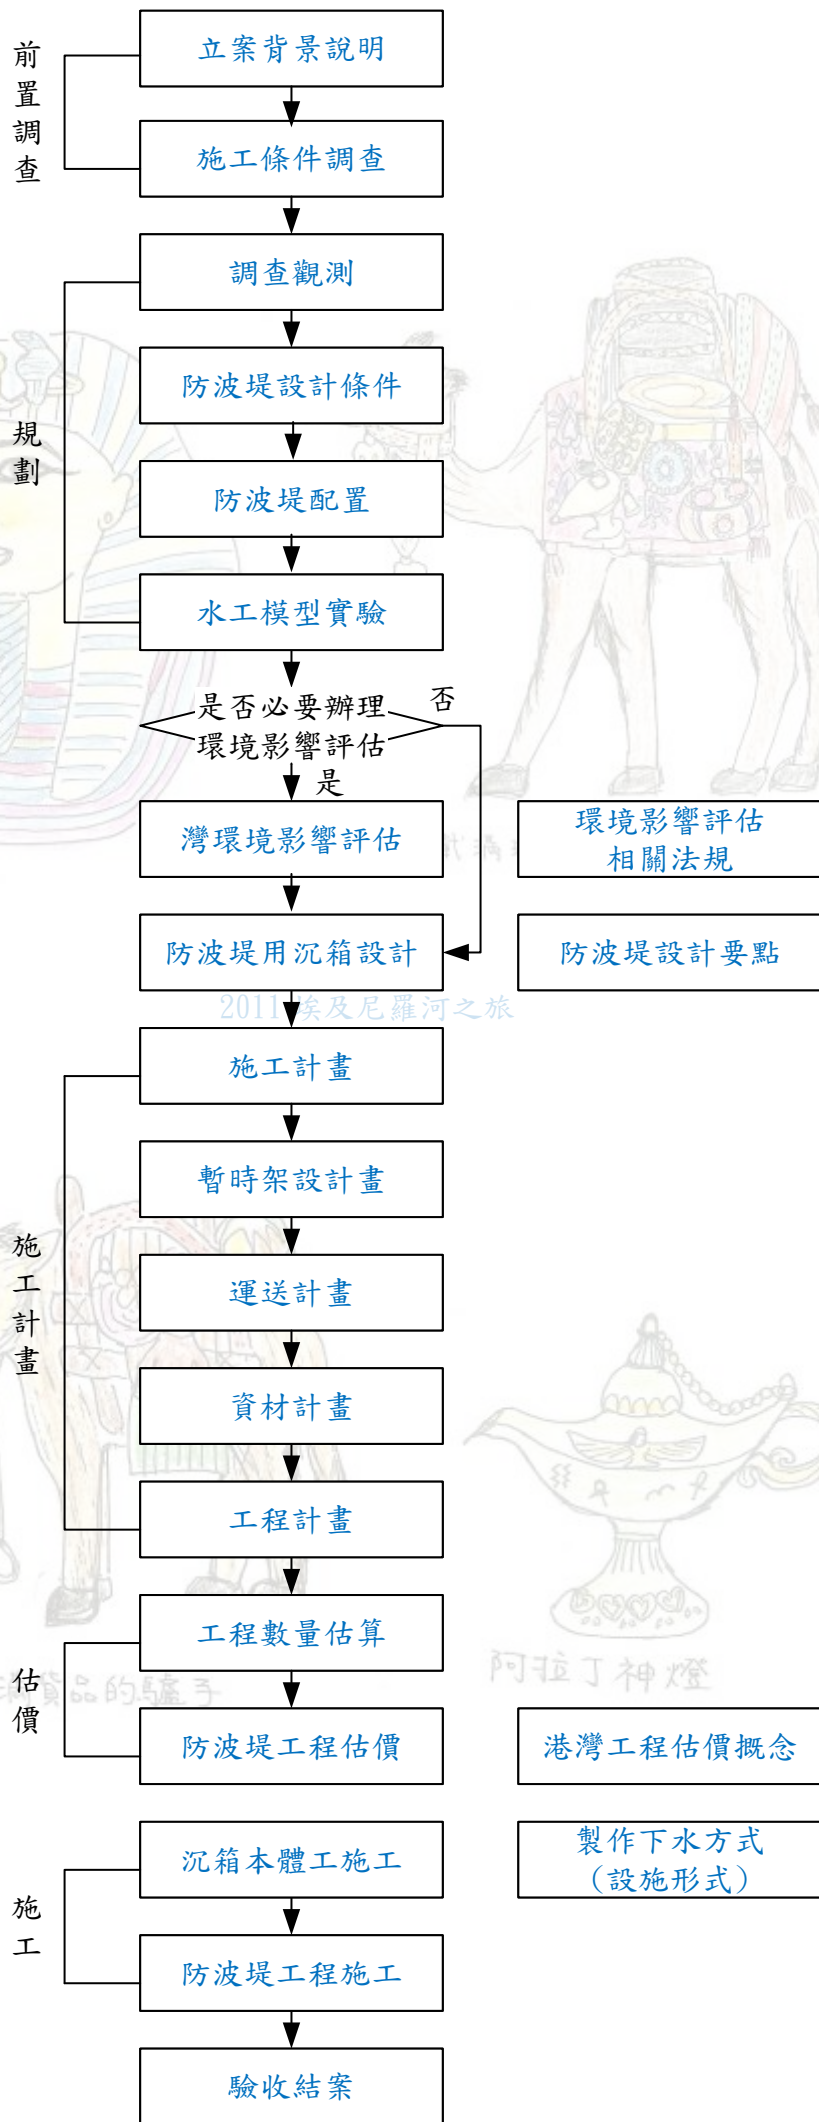 立案背景說明
前置調查
施工條件調查
調查觀測
防波堤設計條件
規劃
防波堤配置
水工模型實驗
是否必要辦理
環境影響評估
否
是
灣環境影響評估
環境影響評估
相關法規
防波堤用沉箱設計
防波堤設計要點
2011埃及尼羅河之旅
施工計畫
暫時架設計畫
施工計畫
運送計畫
資材計畫
工程計畫
工程數量估算
阿拉丁神燈
貨品的驢子
估價
防波堤工程估價
港灣工程估價概念
沉箱本體工施工
製作下水方式
(設施形式)
施工
防波堤工程施工
驗收結案